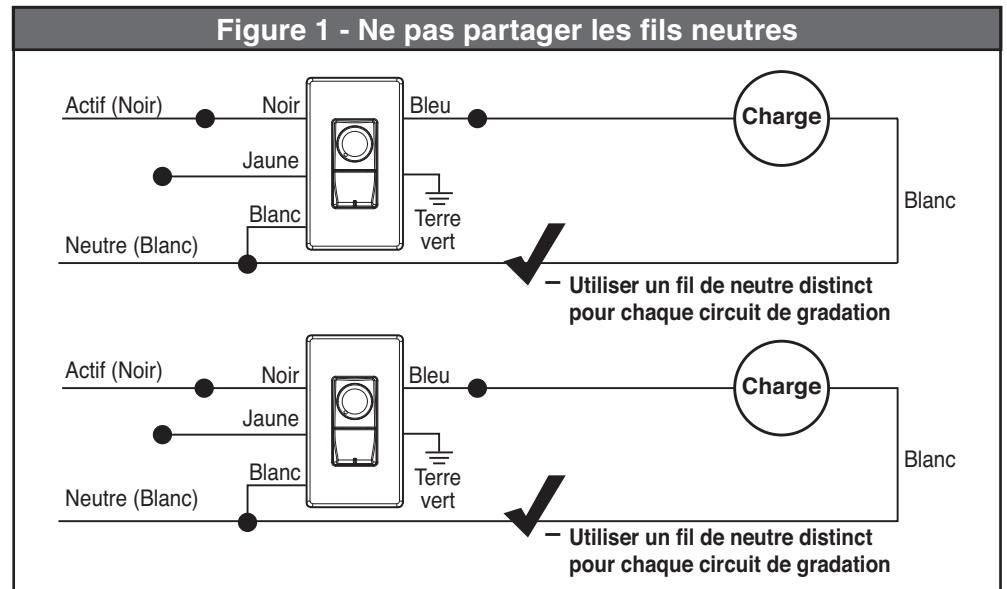 Figure 1 - Ne pas partager les fils neutres
Actif (Noir)
Noir
Bleu
Charge
Jaune
Blanc
Terre
vert
Blanc
Neutre (Blanc)
– Utiliser un fil de neutre distinct
pour chaque circuit de gradation
Actif (Noir)
Noir
Bleu
Charge
Jaune
Blanc
Terre
vert
Blanc
Neutre (Blanc)
– Utiliser un fil de neutre distinct
pour chaque circuit de gradation